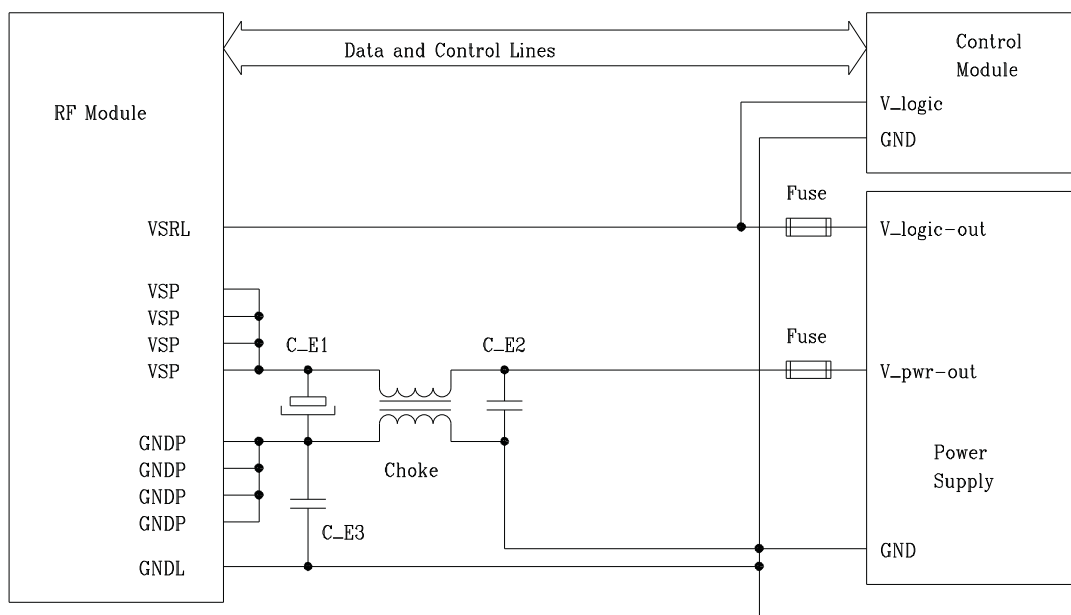 Data and Control Lines
Control
Module
RF Module
V_logic
GND
Fuse
VSRL
V_logic-out
VSP
VSP
VSP
VSP
C_E1
C_E2
Fuse
V_pwr-out
GNDP
GNDP
GNDP
GNDP
Choke
Power
Supply
C_E3
GND
GNDL